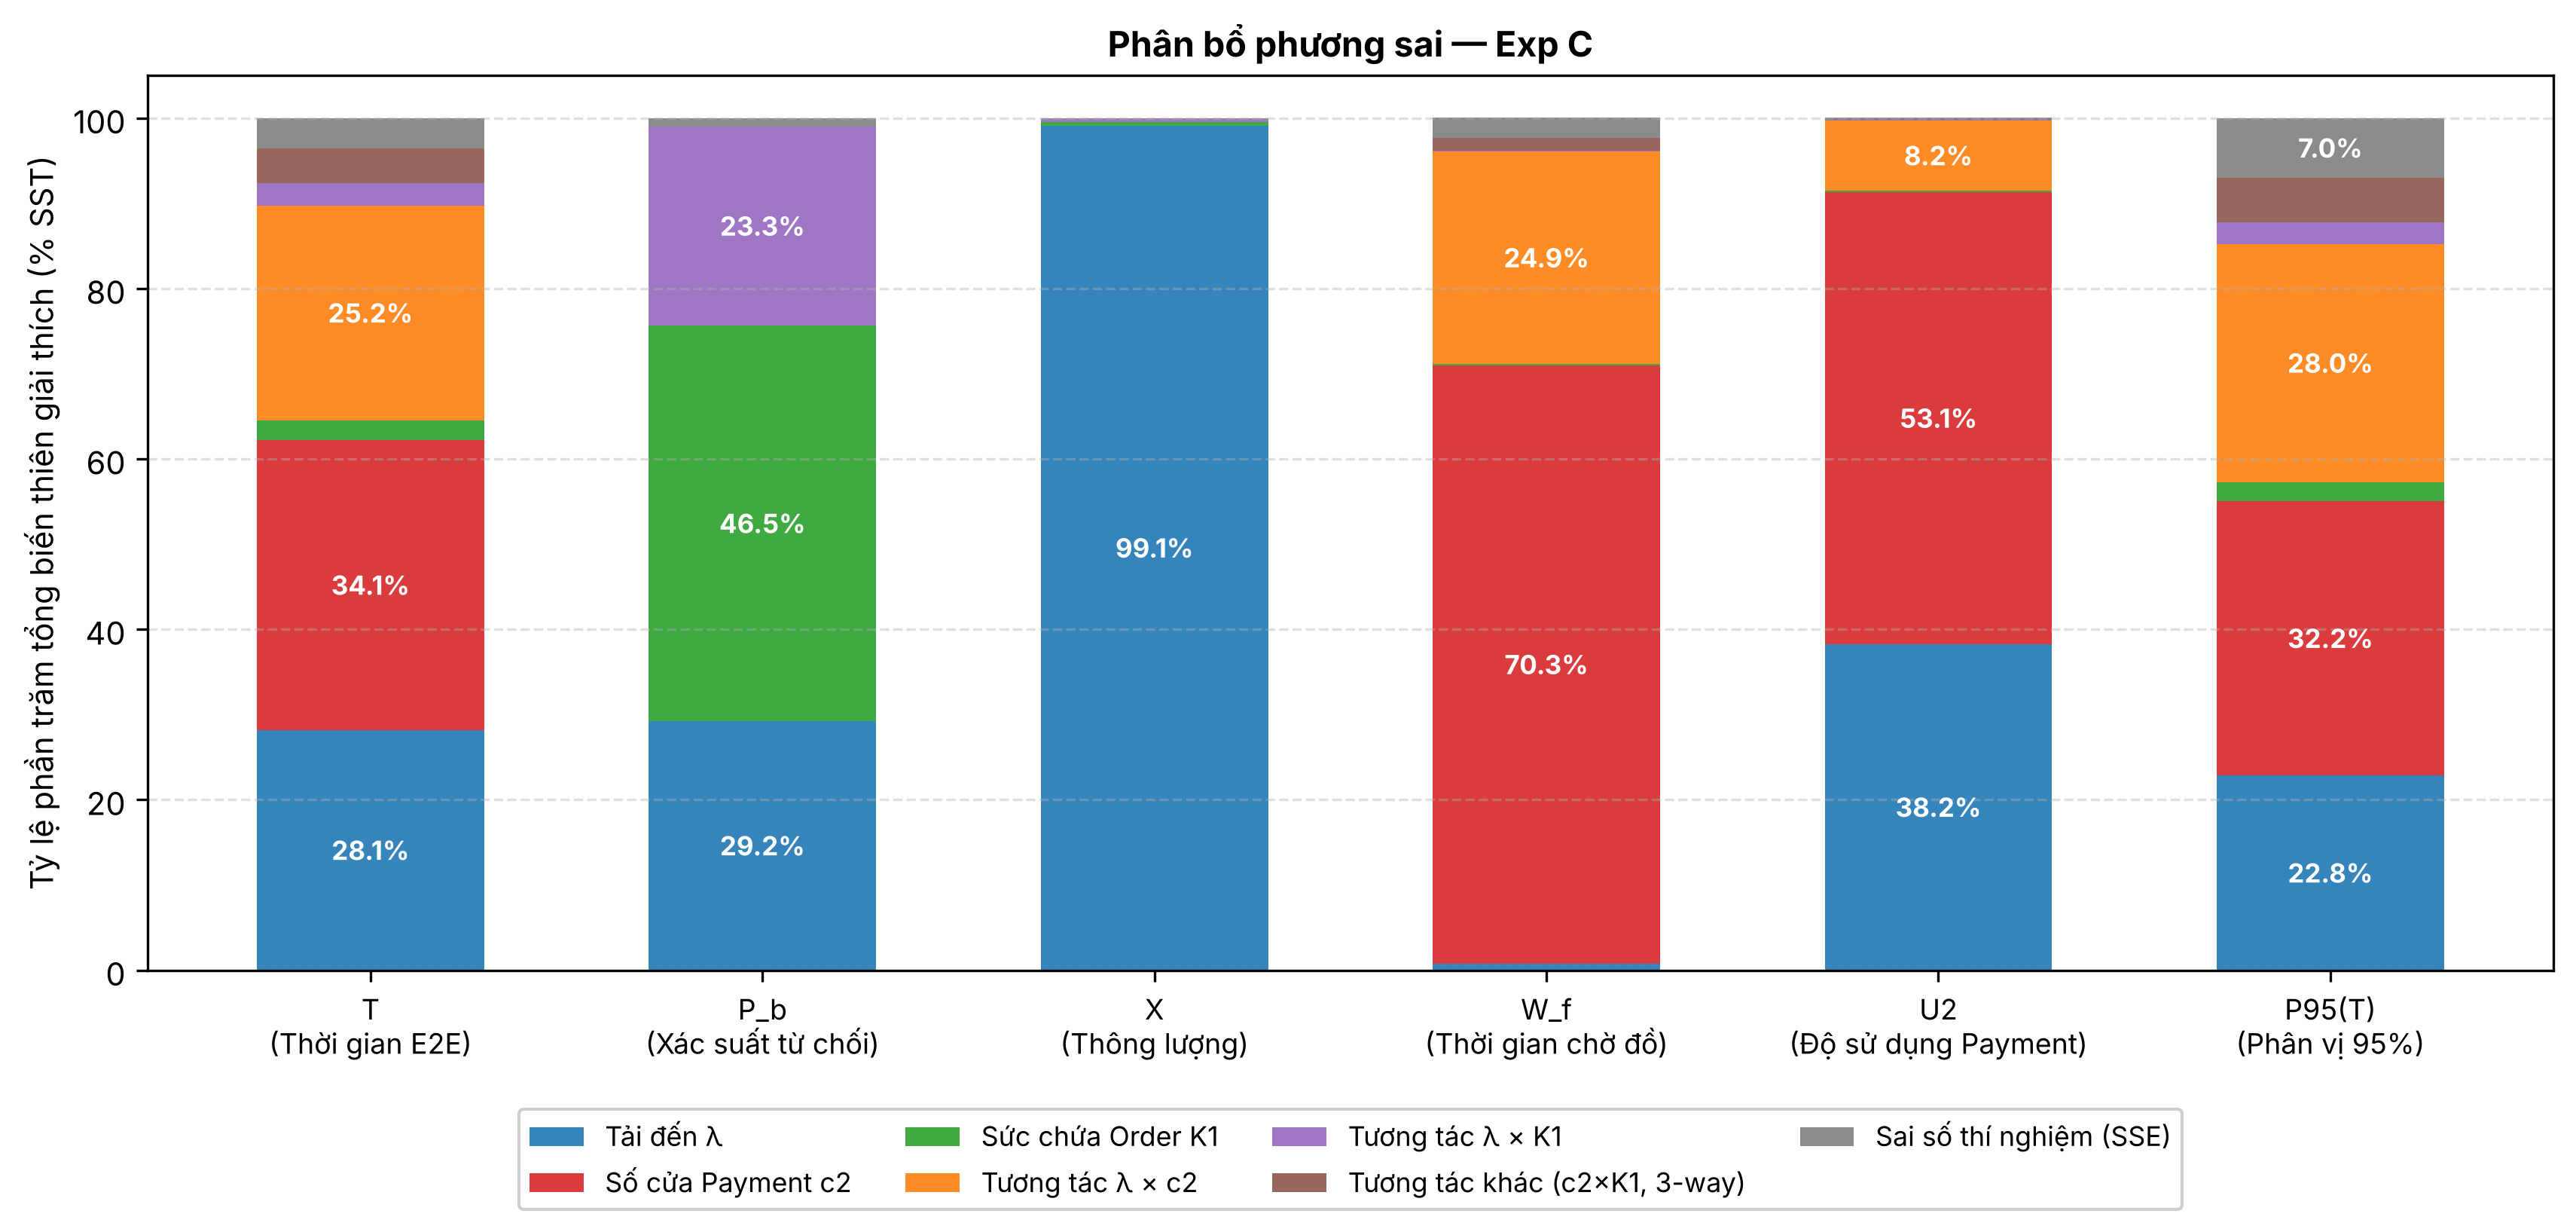 Phân bổ phương sai — Exp C
Tỷ lệ phần trăm tổng biến thiên giải thích (% SST)
100
80
60
40
20
0
28.1%
34.1%
25.2%
29.2%
46.5%
23.3%
99.1%
70.3%
24.9%
38.2%
53.1%
8.2%
22.8%
32.2%
28.0%
7.0%
T
(Thời gian E2E)
P_b
(Xác suất từ chối)
X
(Thông lượng)
W_f
(Thời gian chờ đồ)
U2
(Độ sử dụng Payment)
P95(T)
(Phân vị 95%)
Tải đến λ
Số cửa Payment c2
Sức chứa Order K1
Tương tác λ × c2
Tương tác λ × K1
Tương tác khác (c2×K1, 3-way)
Sai số thí nghiệm (SSE)